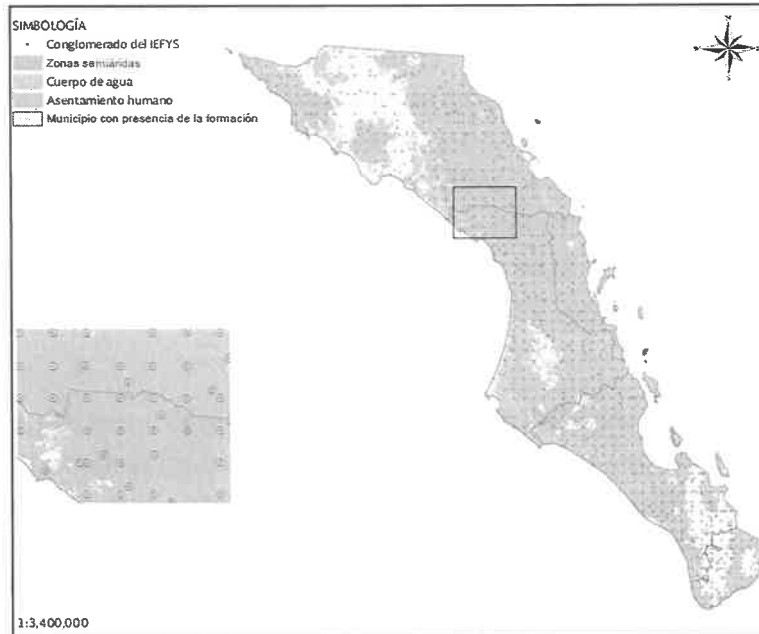 SIMBOLOGÍA
Conglomerado del IEFYS
Zonas semiáridas
Cuerpo de agua
Asentamiento humano
Municipio con presencia de la formación
1:3,400,000